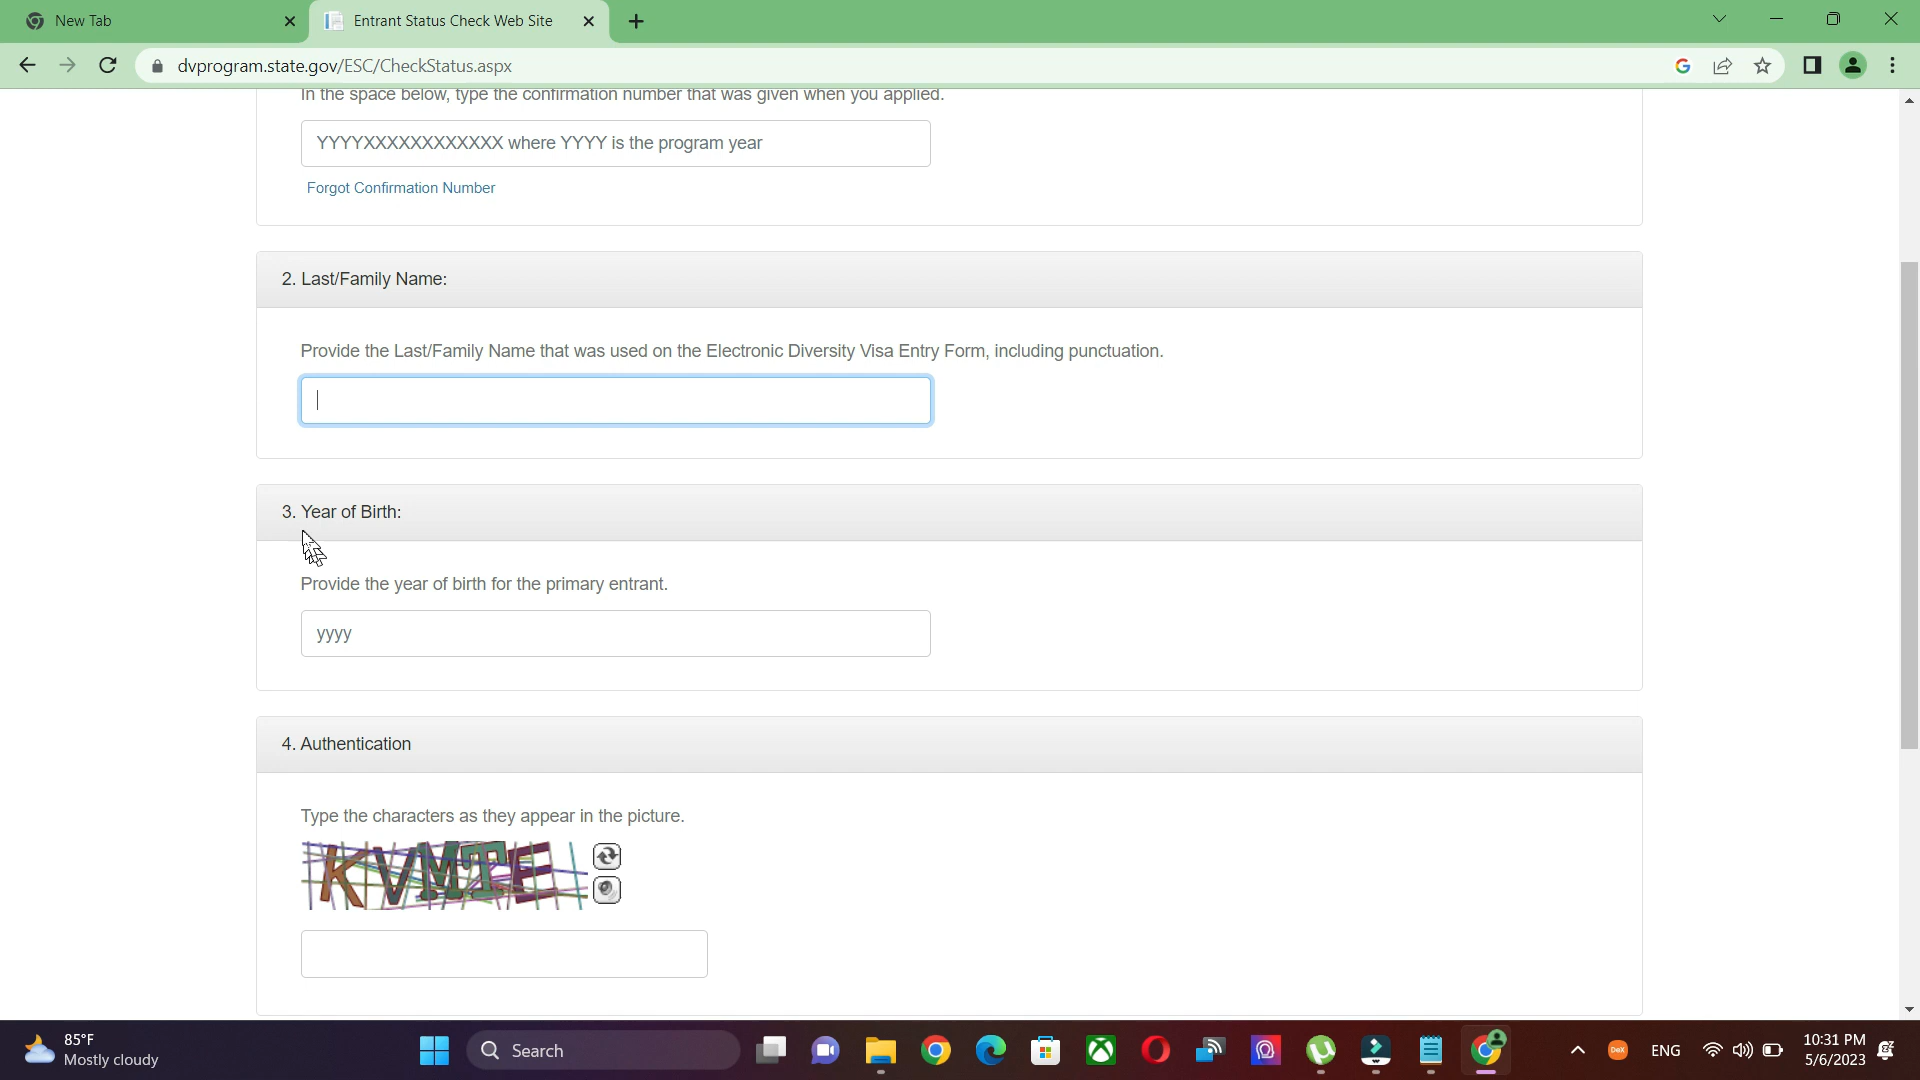 New Tab
Entrant Status Check Web Site
dvprogram.state.gov/ESC/CheckStatus.aspx
In the space below, type the confirmation number that was given when you applied.
YYYYXXXXXXXXXXXX where YYYY is the program year
Forgot Confirmation Number
2. Last/Family Name:
Provide the Last/Family Name that was used on the Electronic Diversity Visa Entry Form, including punctuation.
3. Year of Birth:
Provide the year of birth for the primary entrant.
yyyy
4. Authentication
Type the characters as they appear in the picture.
KVMTE
85°F
Mostly cloudy
Search
DeX
ENG
10:31 PM
5/6/2023